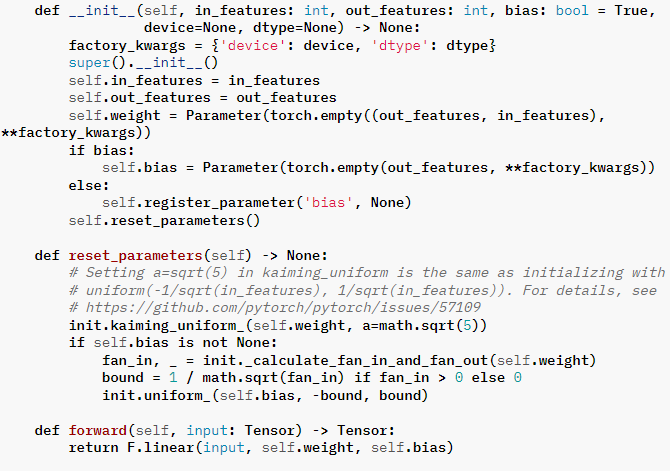 def __init__(self, in_features: int, out_features: int, bias: bool = True,
                 device=None, dtype=None) -> None:
        factory_kwargs = {'device': device, 'dtype': dtype}
        super().__init__()
        self.in_features = in_features
        self.out_features = out_features
        self.weight = Parameter(torch.empty((out_features, in_features),
**factory_kwargs))
        if bias:
            self.bias = Parameter(torch.empty(out_features, **factory_kwargs))
        else:
            self.register_parameter('bias', None)
        self.reset_parameters()

    def reset_parameters(self) -> None:
        # Setting a=sqrt(5) in kaiming_uniform is the same as initializing with
        # uniform(-1/sqrt(in_features), 1/sqrt(in_features)). For details, see
        # https://github.com/pytorch/pytorch/issues/57109
        init.kaiming_uniform_(self.weight, a=math.sqrt(5))
        if self.bias is not None:
            fan_in, _ = init._calculate_fan_in_and_fan_out(self.weight)
            bound = 1 / math.sqrt(fan_in) if fan_in > 0 else 0
            init.uniform_(self.bias, -bound, bound)

    def forward(self, input: Tensor) -> Tensor:
        return F.linear(input, self.weight, self.bias)